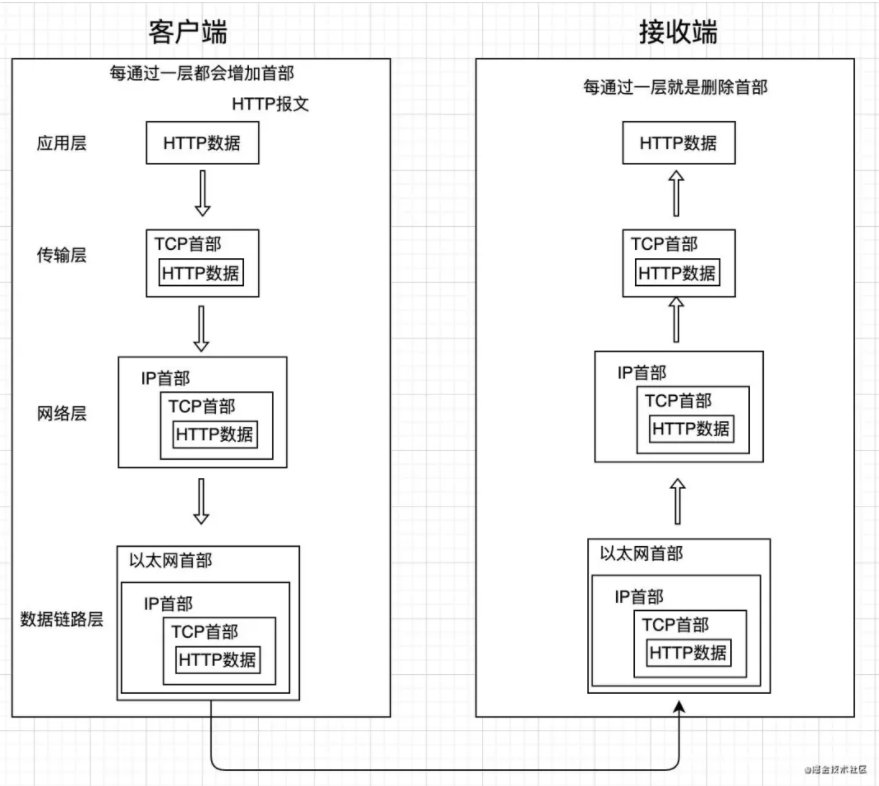 客户端
每通过一层都会增加首部
HTTP报文
应用层
HTTP数据
传输层
TCP首部
HTTP数据
网络层
IP首部
TCP首部
HTTP数据
数据链路层
以太网首部
IP首部
TCP首部
HTTP数据
接收端
每通过一层就是删除首部
HTTP数据
TCP首部
HTTP数据
IP首部
TCP首部
HTTP数据
以太网首部
IP首部
TCP首部
HTTP数据
@掘金技术社区